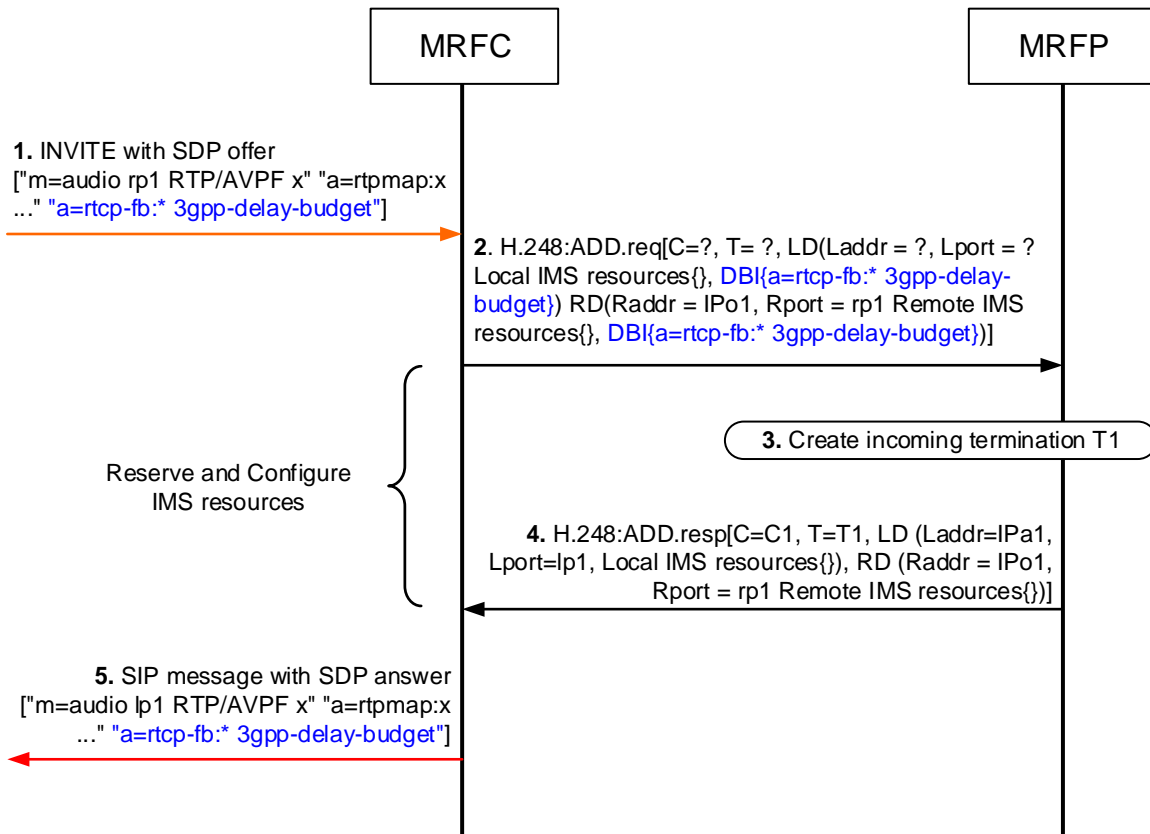 MRFC
MRFP
1. INVITE with SDP offer
["m=audio rp1 RTP/AVPF x" "a=rtpmap:x
..." "a=rtcp-fb:* 3gpp-delay-budget"]
2. H.248:ADD.req[C=?, T= ?, LD(Laddr = ?, Lport = ?
Local IMS resources{}, DBI{a=rtcp-fb:* 3gpp-delay-
budget}) RD(Raddr = IPo1, Rport = rp1 Remote IMS
resources{}, DBI{a=rtcp-fb:* 3gpp-delay-budget})]
3. Create incoming termination T1
Reserve and Configure
IMS resources
4. H.248:ADD.resp[C=C1, T=T1, LD (Laddr=IPa1,
Lport=lp1, Local IMS resources{}), RD (Raddr = IPo1,
Rport = rp1 Remote IMS resources{})]
5. SIP message with SDP answer
["m=audio lp1 RTP/AVPF x" "a=rtpmap:x
..." "a=rtcp-fb:* 3gpp-delay-budget"]